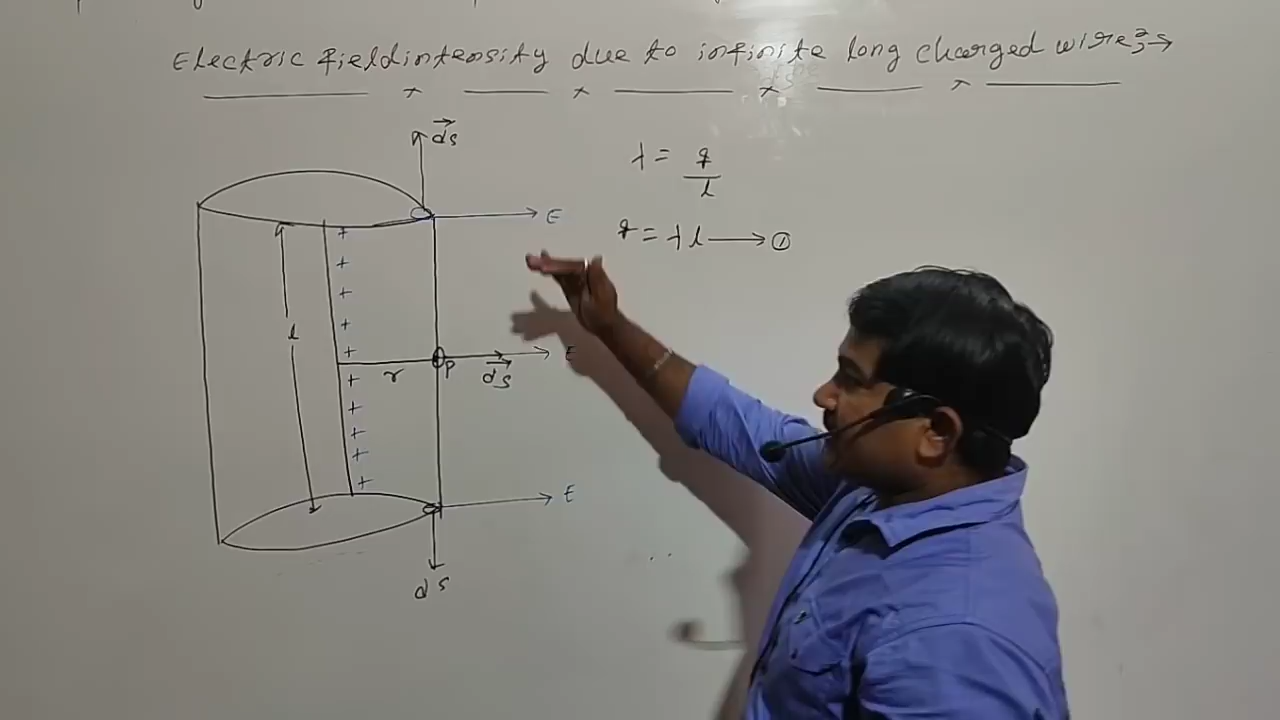 Electric field intensity due to infinite long charged wire:→
ds
λ = q
l
E
q = λl → ①
l
E
r
P
ds
E
ds